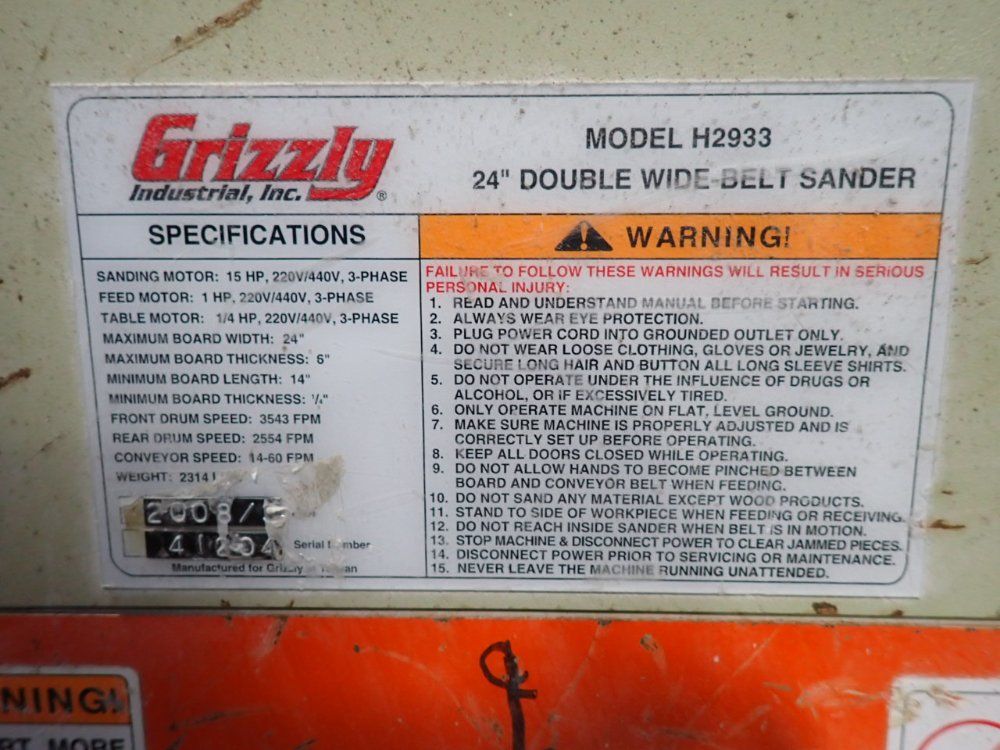 Grizzly
Industrial, Inc. ®
MODEL H2933
24" DOUBLE WIDE-BELT SANDER
SPECIFICATIONS
SANDING MOTOR: 15 HP, 220V/440V, 3-PHASE
FEED MOTOR: 1 HP, 220V/440V, 3-PHASE
TABLE MOTOR: 1/4 HP, 220V/440V, 3-PHASE
MAXIMUM BOARD WIDTH: 24"
MAXIMUM BOARD THICKNESS: 6"
MINIMUM BOARD LENGTH: 14"
MINIMUM BOARD THICKNESS: 1/4"
FRONT DRUM SPEED: 3543 FPM
REAR DRUM SPEED: 2554 FPM
CONVEYOR SPEED: 14-60 FPM
WEIGHT: 2314
2008/
41204
Serial Number
Manufactured for Grizzly in Taiwan
WARNING!
FAILURE TO FOLLOW THESE WARNINGS WILL RESULT IN SERIOUS
PERSONAL INJURY:
1. READ AND UNDERSTAND MANUAL BEFORE STARTING.
2. ALWAYS WEAR EYE PROTECTION.
3. PLUG POWER CORD INTO GROUNDED OUTLET ONLY.
4. DO NOT WEAR LOOSE CLOTHING, GLOVES OR JEWELRY, AND
SECURE LONG HAIR AND BUTTON ALL LONG SLEEVE SHIRTS.
5. DO NOT OPERATE UNDER THE INFLUENCE OF DRUGS OR
ALCOHOL, OR IF EXCESSIVELY TIRED.
6. ONLY OPERATE MACHINE ON FLAT, LEVEL GROUND.
7. MAKE SURE MACHINE IS PROPERLY ADJUSTED AND IS
CORRECTLY SET UP BEFORE OPERATING.
8. KEEP ALL DOORS CLOSED WHILE OPERATING.
9. DO NOT ALLOW HANDS TO BECOME PINCHED BETWEEN
BOARD AND CONVEYOR BELT WHEN FEEDING.
10. DO NOT SAND ANY MATERIAL EXCEPT WOOD PRODUCTS.
11. STAND TO SIDE OF WORKPIECE WHEN FEEDING OR RECEIVING.
12. DO NOT REACH INSIDE SANDER WHEN BELT IS IN MOTION.
13. STOP MACHINE & DISCONNECT POWER TO CLEAR JAMMED PIECES.
14. DISCONNECT POWER PRIOR TO SERVICING OR MAINTENANCE.
15. NEVER LEAVE THE MACHINE RUNNING UNATTENDED.
NING!
RT MORE